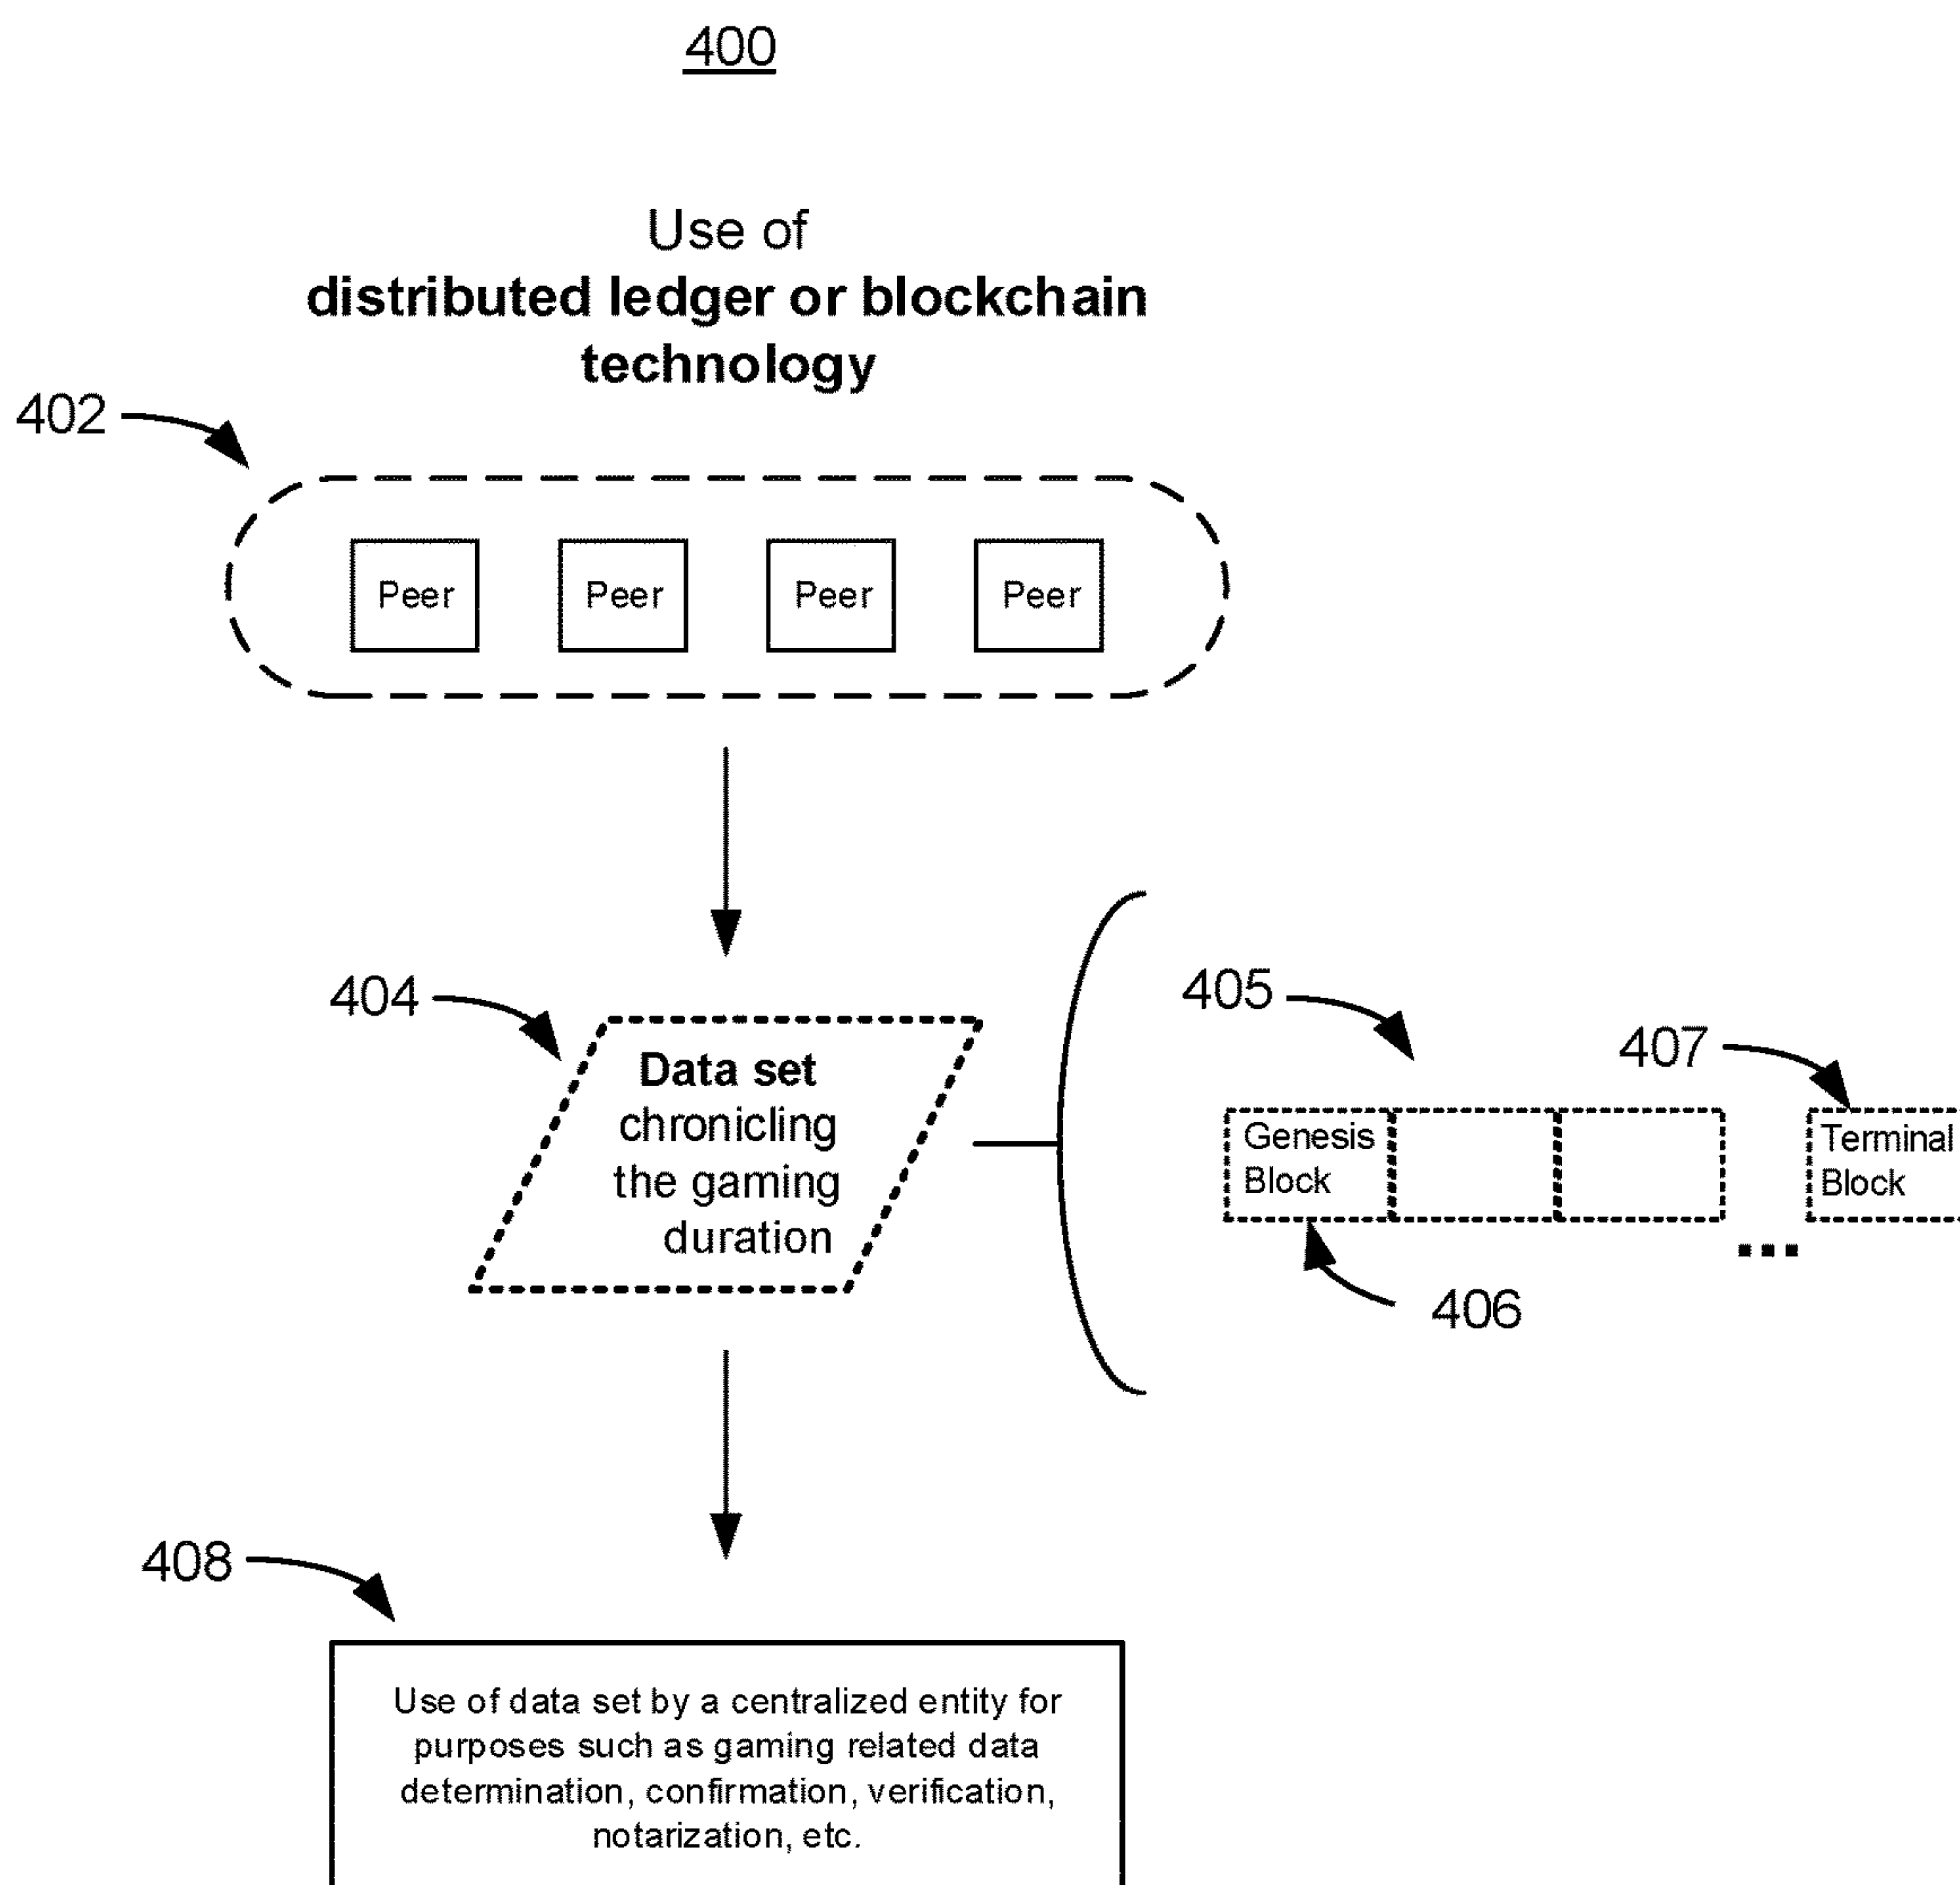 400
Use of
distributed ledger or blockchain
technology
402
Peer Peer Peer Peer
404
Data set
chronicling
the gaming
duration
405
407
Genesis
Block
Terminal
Block
...
406
408
Use of data set by a centralized entity for
purposes such as gaming related data
determination, confirmation, verification,
notarization, etc.